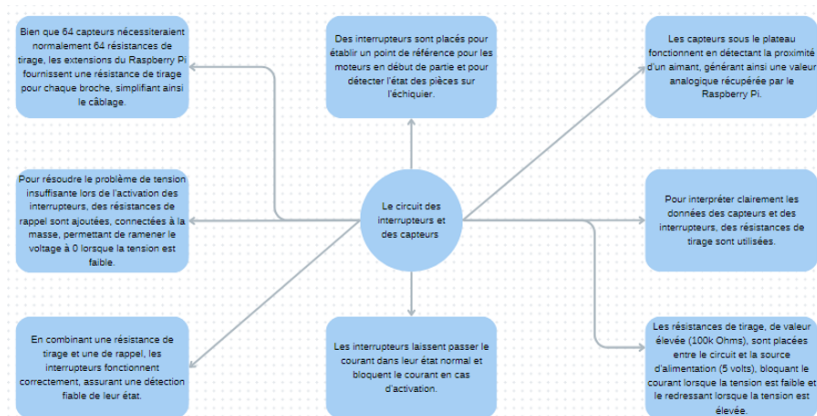 Bien que 64 capteurs nécessiteraient
normalement 64 résistances de
tirage, les extensions du Raspberry Pi
fournissent une résistance de tirage
pour chaque broche, simplifiant ainsi
le câblage.
Des interrupteurs sont placés pour
établir un point de référence pour les
moteurs en début de partie et pour
détecter l'état des pièces sur
l'échiquier.
Les capteurs sous le plateau
fonctionnent en détectant la proximité
d'un aimant, générant ainsi une valeur
analogique récupérée par le
Raspberry Pi.
Pour résoudre le problème de tension
insuffisante lors de l'activation des
interrupteurs, des résistances de
rappel sont ajoutées, connectées à la
masse, permettant de ramener le
voltage à 0 lorsque la tension est
faible.
Le circuit des
interrupteurs et
des capteurs
Pour interpréter clairement les
données des capteurs et des
interrupteurs, des résistances de
tirage sont utilisées.
En combinant une résistance de
tirage et une de rappel, les
interrupteurs fonctionnent
correctement, assurant une détection
fiable de leur état.
Les interrupteurs laissent passer le
courant dans leur état normal et
bloquent le courant en cas
d'activation.
Les résistances de tirage, de valeur
élevée (100k Ohms), sont placées
entre le circuit et la source
d'alimentation (5 volts), bloquant le
courant lorsque la tension est faible et
le redressant lorsque la tension est
élevée.